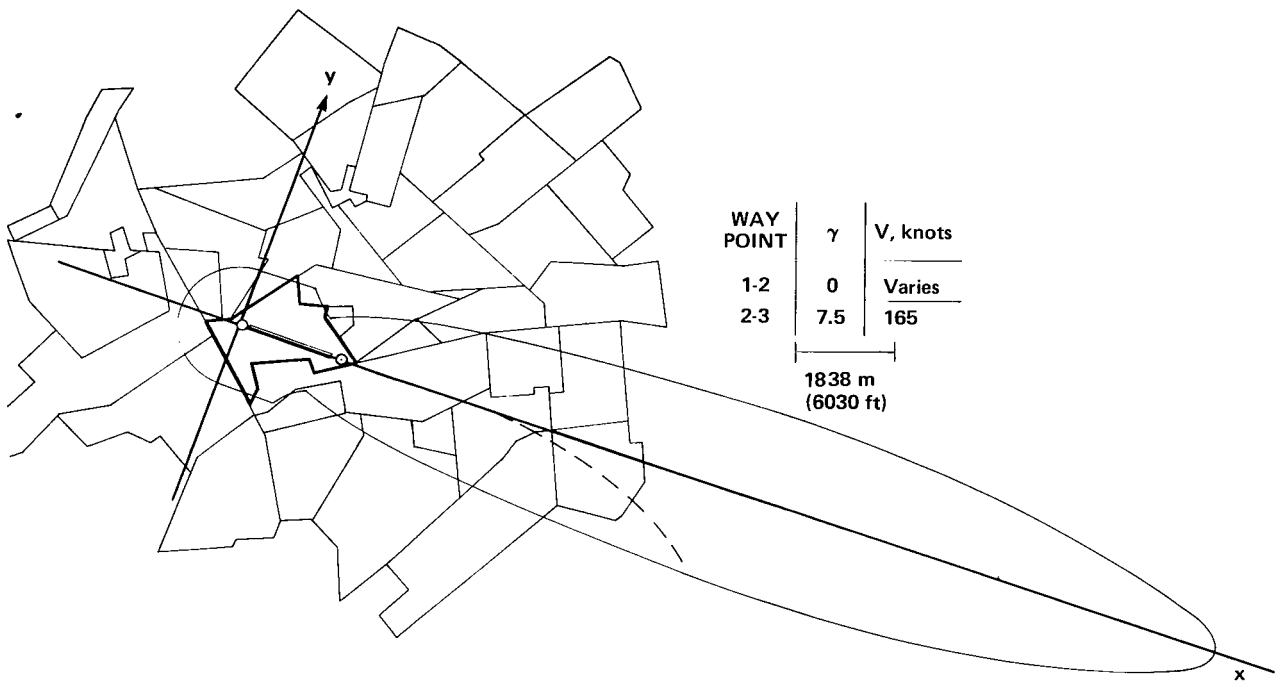 y
WAY
POINT γ V, knots
1-2 0 Varies
2-3 7.5 165
1838 m
(6030 ft)
x